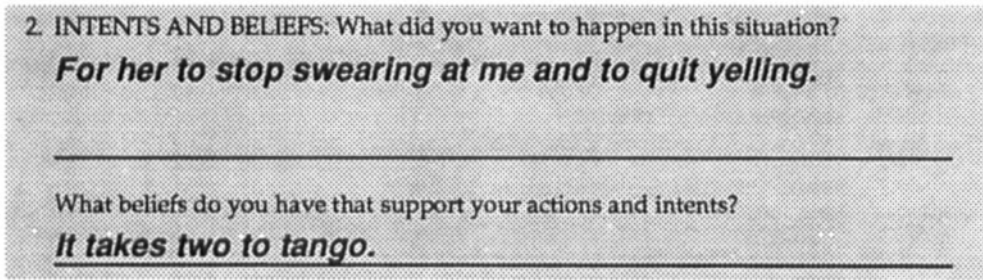 2. INTENTS AND BELIEFS: What did you want to happen in this situation?
For her to stop swearing at me and to quit yelling.
What beliefs do you have that support your actions and intents?
It takes two to tango.